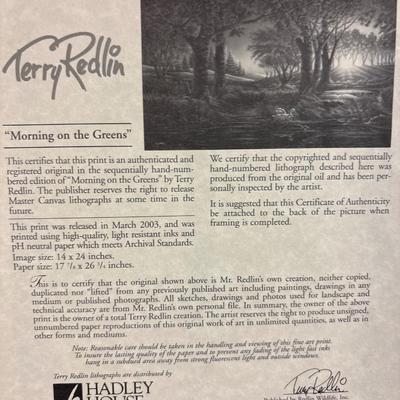 Terry Redlin
"Morning on the Greens"
This certifies that this print is an authenticated and
registered original in the sequentially hand-num-
bered edition of "Morning on the Greens" by Terry
Redlin. The publisher reserves the right to release
Master Canvas lithographs at some time in the
future.
This print was released in March 2003, and was
printed using high-quality, light resistant inks and
pH neutral paper which meets Archival Standards.
Image size: 14 x 24 inches.
Paper size: 17 7/8 x 26 3/4 inches.
We certify that the copyrighted and sequentially
hand-numbered lithograph described here was
produced from the original oil and has been per-
sonally inspected by the artist.
It is suggested that this Certificate of Authenticity
be attached to the back of the picture when
framing is completed.
This is to certify that the original shown above is Mr. Redlin's own creation, neither copied,
duplicated nor "lifted" from any previously published art including paintings, drawings in any
medium or published photographs. All sketches, drawings and photos used for landscape and
technical accuracy are from Mr. Redlin's own personal file. In summary, the owner of the above
print is the owner of a total Terry Redlin creation. The artist reserves the right to produce unsigned,
unnumbered paper reproductions of this original work of art in unlimited quantities, as well as in
other forms and mediums.
Note: Reasonable care should be taken in the handling and viewing of this fine art print.
To insure the lasting quality of the paper and to prevent any fading of the light fast inks
hang in a subdued area away from strong fluorescent light and outside windows.
Terry Redlin lithographs are distributed by
HADLEY
HOUSE
Terry Redlin
Published by Redlin Wildlife, Inc.